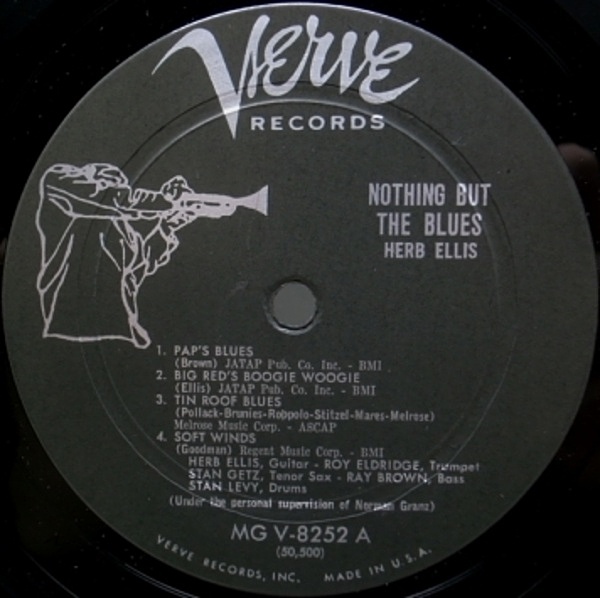 Verve
RECORDS
NOTHING BUT
THE BLUES
HERB ELLIS
1. PAP'S BLUES
(Brown) JATAP Pub. Co. Inc. - BMI
2. BIG RED'S BOOGIE WOOGIE
(Ellis) JATAP Pub. Co. Inc. - BMI
3. TIN ROOF BLUES
(Pollack-Brunies-Roppolo-Stitzel-Mares-Melrose)
Melrose Music Corp. - ASCAP
4. SOFT WINDS
(Goodman) Regent Music Corp. - BMI
HERB ELLIS, Guitar - ROY ELDRIDGE, Trumpet
STAN GETZ, Tenor Sax - RAY BROWN, Bass
STAN LEVY, Drums
(Under the personal supervision of Norman Granz)
MG V-8252 A
(50,500)
VERVE RECORDS, INC. MADE IN U.S.A.